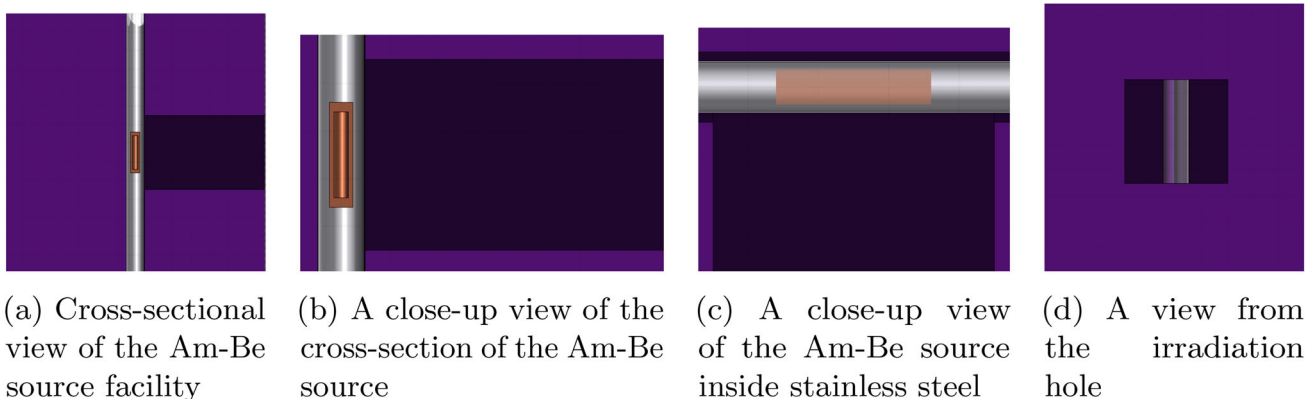 (a) Cross-sectional
view of the Am-Be
source facility
(b) A close-up view of the
cross-section of the Am-Be
source
(c) A close-up view
of the Am-Be source
inside stainless steel
(d) A view from
the irradiation
hole